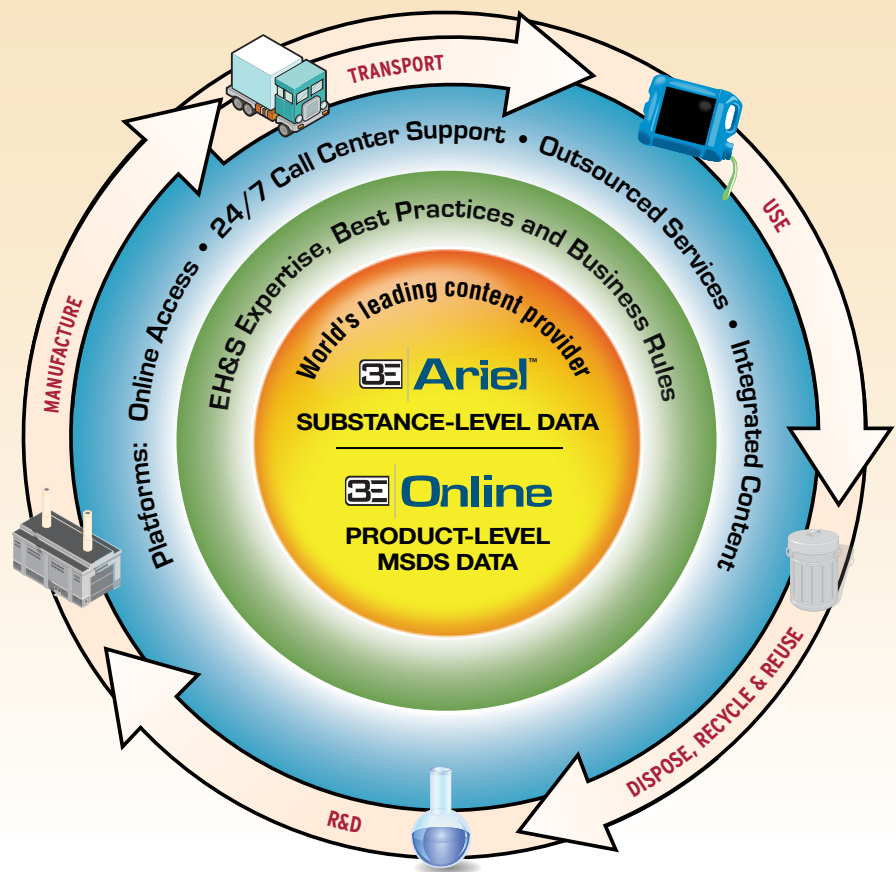 TRANSPORT
USE
DISPOSE, RECYCLE & REUSE
R&D
MANUFACTURE
Platforms: Online Access • 24/7 Call Center Support • Outsourced Services • Integrated Content
EH&S Expertise, Best Practices and Business Rules
World's leading content provider
3E Ariel™
SUBSTANCE-LEVEL DATA
3E Online
PRODUCT-LEVEL
MSDS DATA